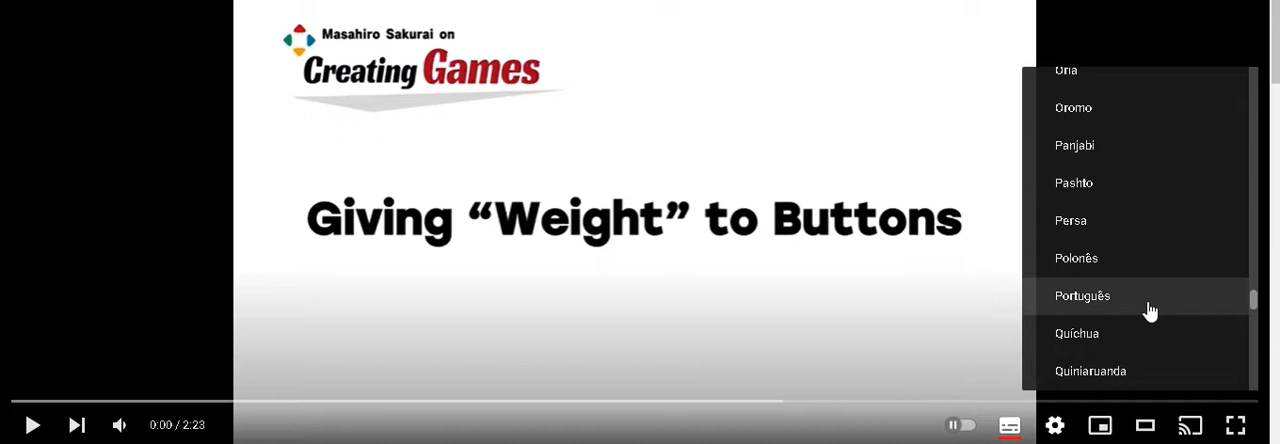 Masahiro Sakurai on
Creating Games
Giving “Weight” to Buttons
Oriá
Oromo
Panjabi
Pashto
Persa
Polonês
Português
Quíchua
Quiniaruanda
0:00 / 2:23